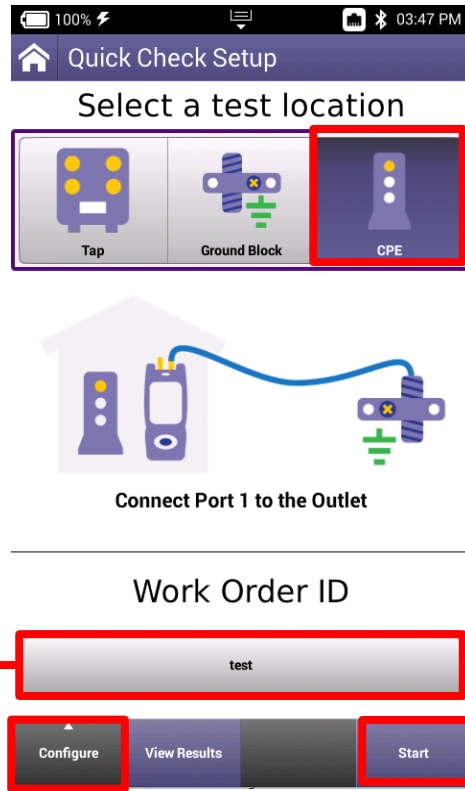 100% 03:47 PM
Quick Check Setup
Select a test location
Tap Ground Block CPE
Connect Port 1 to the Outlet
Work Order ID
test
Configure View Results Start